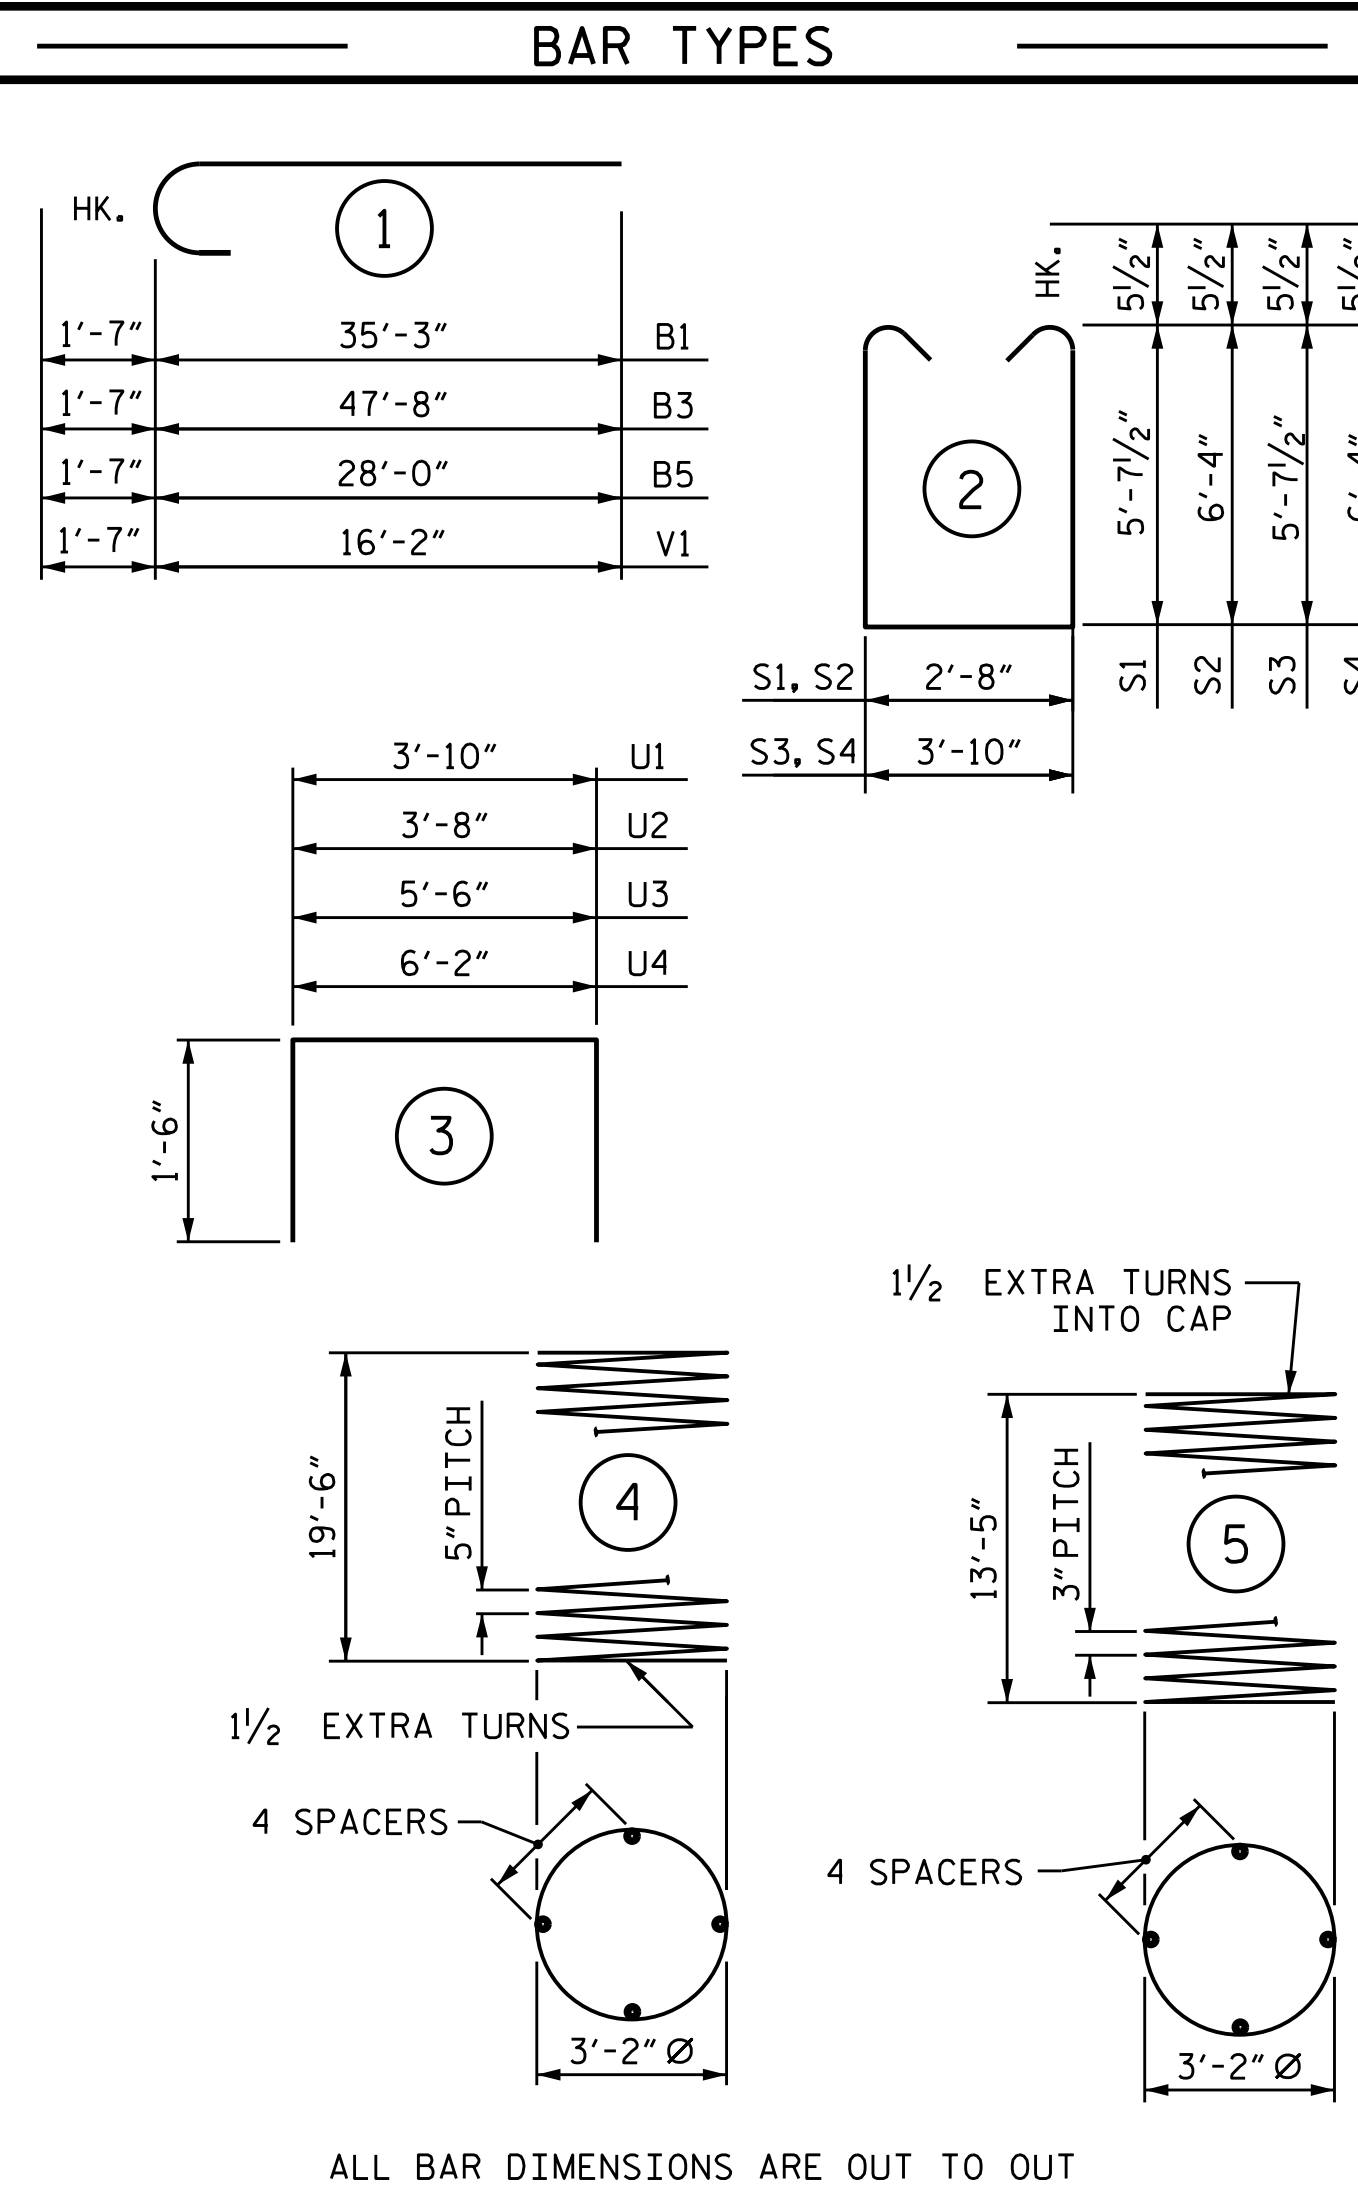 BAR TYPES
HK.
1
1'-7" 35'-3" B1
1'-7" 47'-8" B3
1'-7" 28'-0" B5
1'-7" 16'-2" V1
HK.
5½" 5½" 5½" 5½"
2
5'-7½" 6'-4" 5'-7½"
S1 S2 S3
S1, S2 2'-8"
S3, S4 3'-10"
3'-10" U1
3'-8" U2
5'-6" U3
6'-2" U4
1'-6"
3
1½ EXTRA TURNS
INTO CAP
19'-6"
5" PITCH
4
13'-5"
3" PITCH
5
1½ EXTRA TURNS
4 SPACERS
4 SPACERS
3'-2" Ø
3'-2" Ø
ALL BAR DIMENSIONS ARE OUT TO OUT